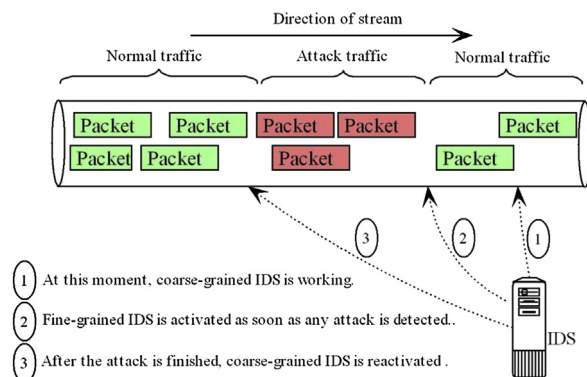 Direction of stream
Normal traffic Attack traffic Normal traffic
Packet Packet Packet Packet Packet
Packet Packet Packet Packet
3 2 1
1 At this moment, coarse-grained IDS is working.
2 Fine-grained IDS is activated as soon as any attack is detected..
IDS
3 After the attack is finished, coarse-grained IDS is reactivated .